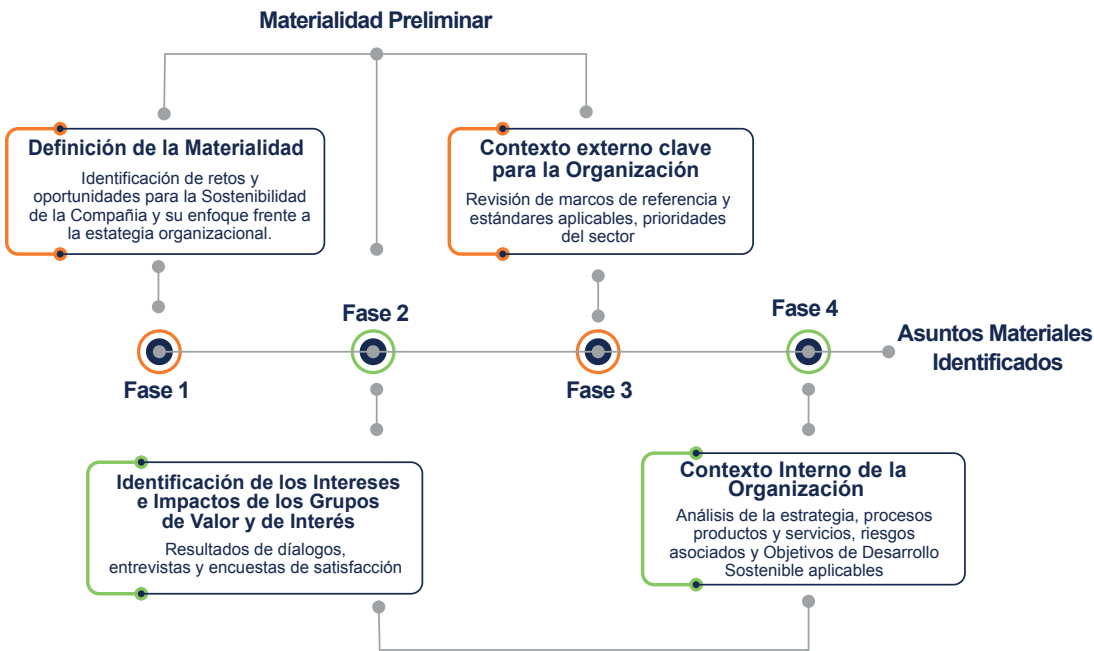 Materialidad Preliminar
Definición de la Materialidad
Identificación de retos y
oportunidades para la Sostenibilidad
de la Compañia y su enfoque frente a
la estategia organizacional.
Contexto externo clave
para la Organización
Revisión de marcos de referencia y
estándares aplicables, prioridades
del sector
Fase 1
Fase 2
Fase 3
Fase 4
Asuntos Materiales
Identificados
Identificación de los Intereses
e Impactos de los Grupos
de Valor y de Interés
Resultados de díalogos,
entrevistas y encuestas de satisfacción
Contexto Interno de la
Organización
Análisis de la estrategia, procesos
productos y servicios, riesgos
asociados y Objetivos de Desarrollo
Sostenible aplicables